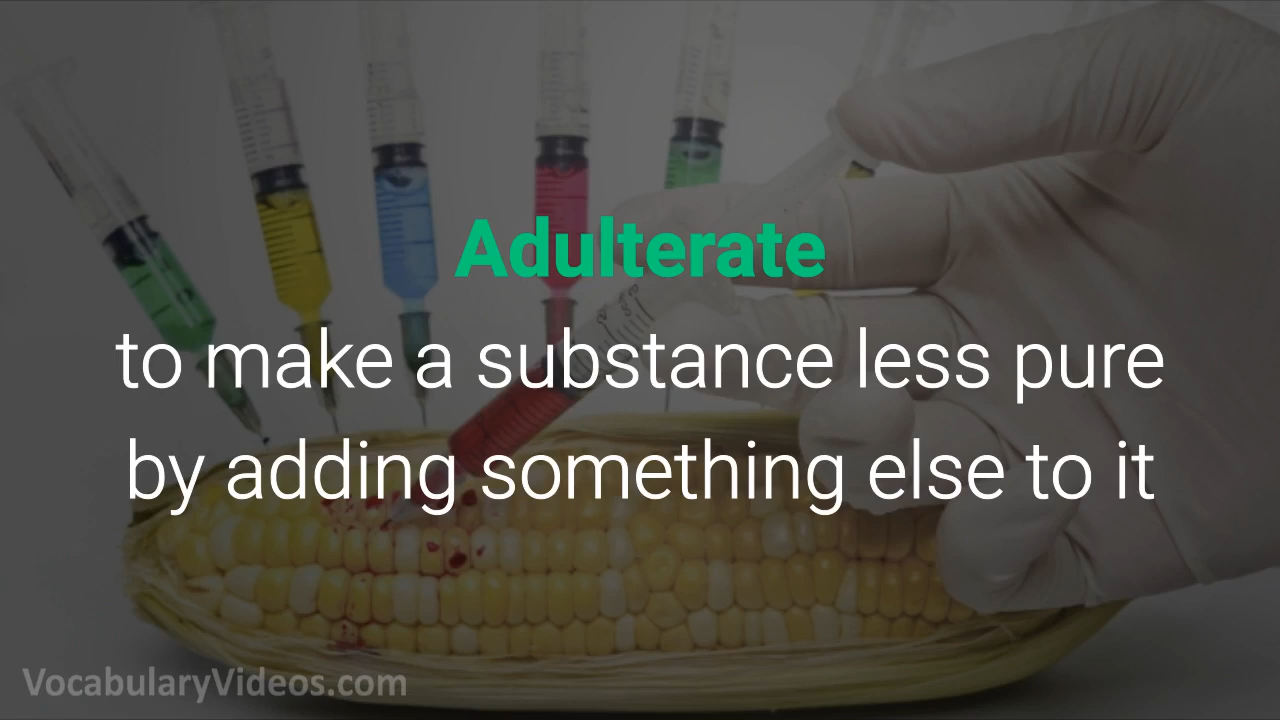 Adulterate
to make a substance less pure
by adding something else to it
VocabularyVideos.com